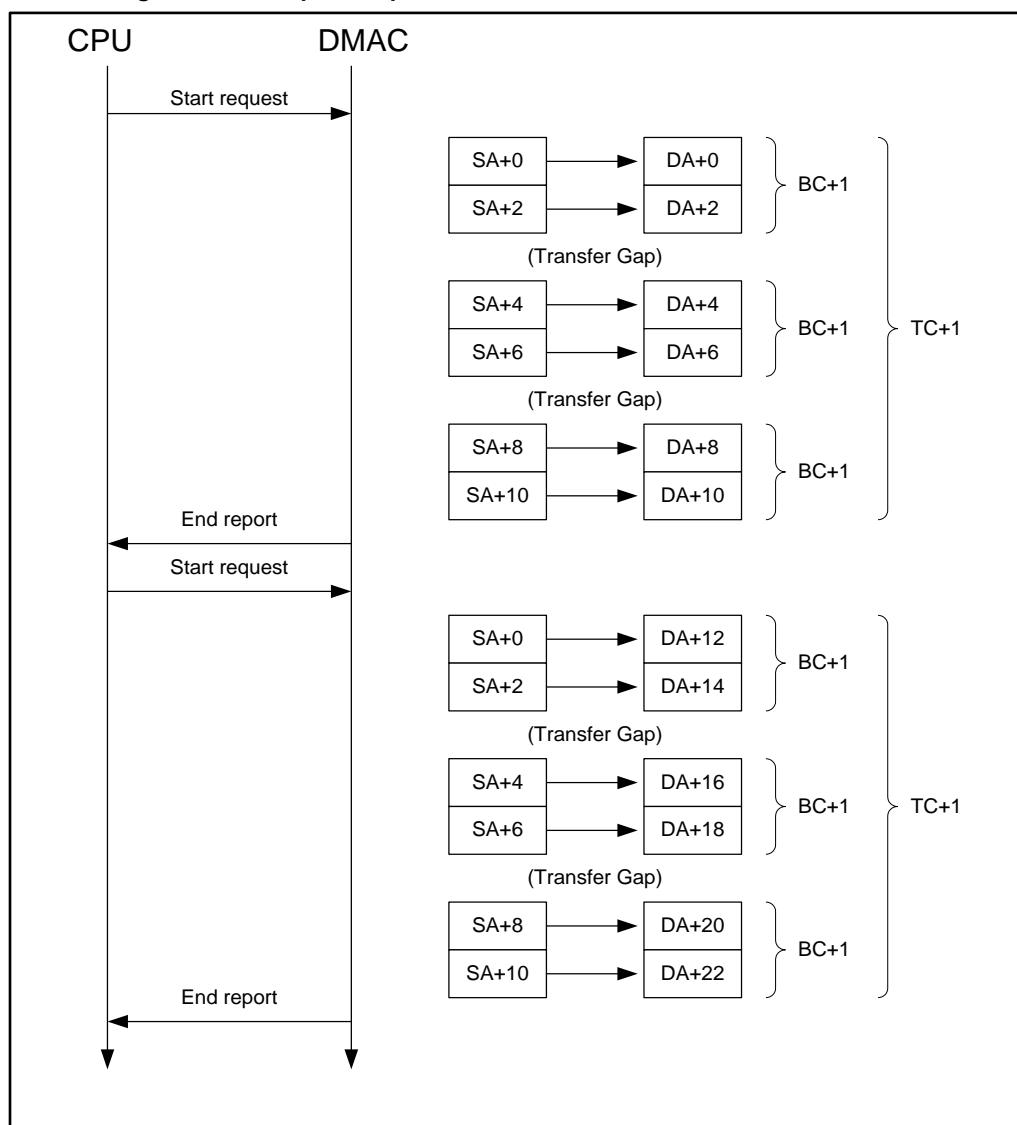 CPU DMAC
Start request
SA+0 DA+0
SA+2 DA+2
BC+1
(Transfer Gap)
SA+4 DA+4
SA+6 DA+6
BC+1
TC+1
(Transfer Gap)
SA+8 DA+8
SA+10 DA+10
BC+1
End report
Start request
SA+0 DA+12
SA+2 DA+14
BC+1
(Transfer Gap)
SA+4 DA+16
SA+6 DA+18
BC+1
TC+1
(Transfer Gap)
SA+8 DA+20
SA+10 DA+22
BC+1
End report